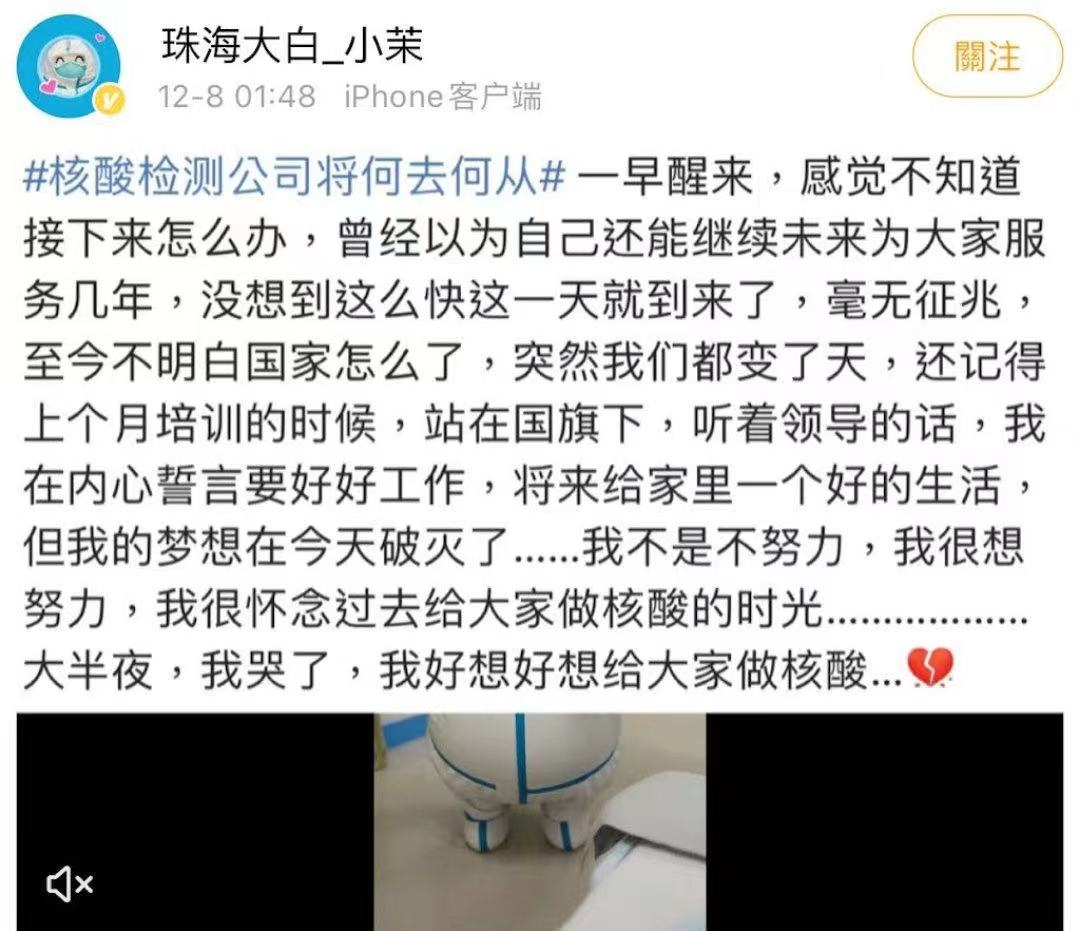 珠海大白_小茉
關注
12-8 01:48 iPhone客户端
#核酸检测公司将何去何从# 一早醒来，感觉不知道
接下来怎么办，曾经以为自己还能继续未来为大家服
务几年，没想到这么快这一天就到来了，毫无征兆，
至今不明白国家怎么了，突然我们都变了天，还记得
上个月培训的时候，站在国旗下，听着领导的话，我
在内心誓言要好好工作，将来给家里一个好的生活，
但我的梦想在今天破灭了......我不是不努力，我很想
努力，我很怀念过去给大家做核酸的时光..................
大半夜，我哭了，我好想好想给大家做核酸...💔